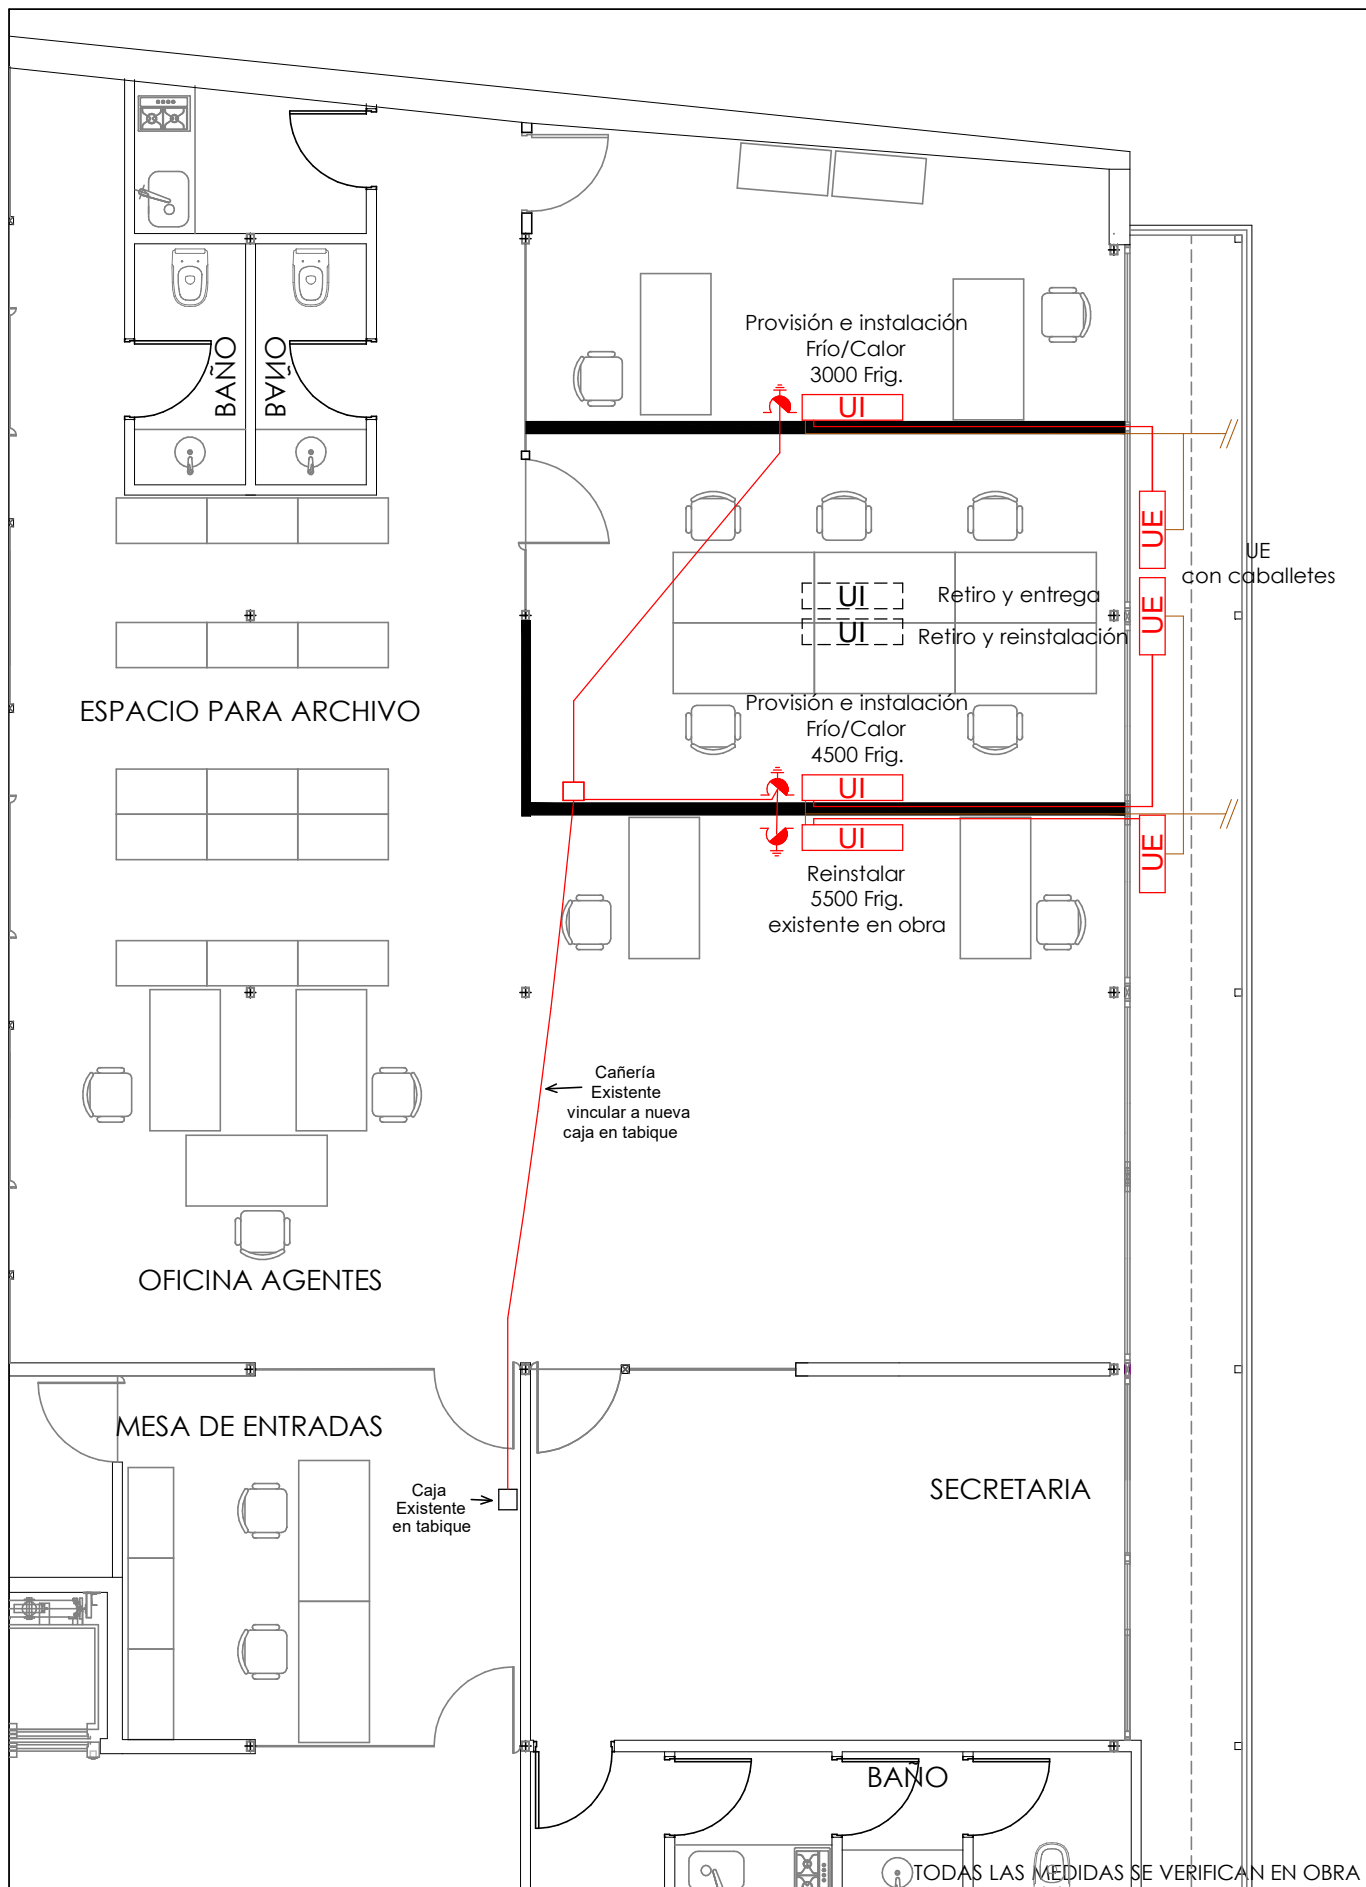 Provisión e instalación
Frío/Calor
3000 Frig.
UI
BAÑO
BAÑO
UE
UE
con caballetes
UI
Retiro y entrega
UE
UI
Retiro y reinstalación
ESPACIO PARA ARCHIVO
Provisión e instalación
Frío/Calor
4500 Frig.
UI
UI
UE
Reinstalar
5500 Frig.
existente en obra
Cañería
Existente
vincular a nueva
caja en tabique
OFICINA AGENTES
MESA DE ENTRADAS
Caja
Existente
en tabique
SECRETARIA
BAÑO
TODAS LAS MEDIDAS SE VERIFICAN EN OBRA